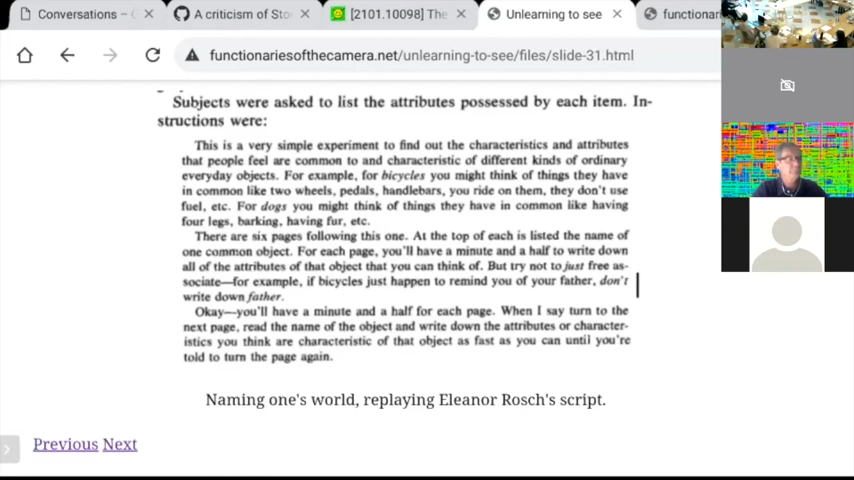 Conversations –
A criticism of Sto
[2101.10098] The
Unlearning to see
functionar
functionariesofthecamera.net/unlearning-to-see/files/slide-31.html
Subjects were asked to list the attributes possessed by each item. In-
structions were:
This is a very simple experiment to find out the characteristics and attributes
that people feel are common to and characteristic of different kinds of ordinary
everyday objects. For example, for bicycles you might think of things they have
in common like two wheels, pedals, handlebars, you ride on them, they don't use
fuel, etc. For dogs you might think of things they have in common like having
four legs, barking, having fur, etc.
There are six pages following this one. At the top of each is listed the name of
one common object. For each page, you'll have a minute and a half to write down
all of the attributes of that object that you can think of. But try not to just free as-
sociate—for example, if bicycles just happen to remind you of your father, don't
write down father.
Okay—you'll have a minute and a half for each page. When I say turn to the
next page, read the name of the object and write down the attributes or character-
istics you think are characteristic of that object as fast as you can until you're
told to turn the page again.
Naming one's world, replaying Eleanor Rosch's script.
Previous Next